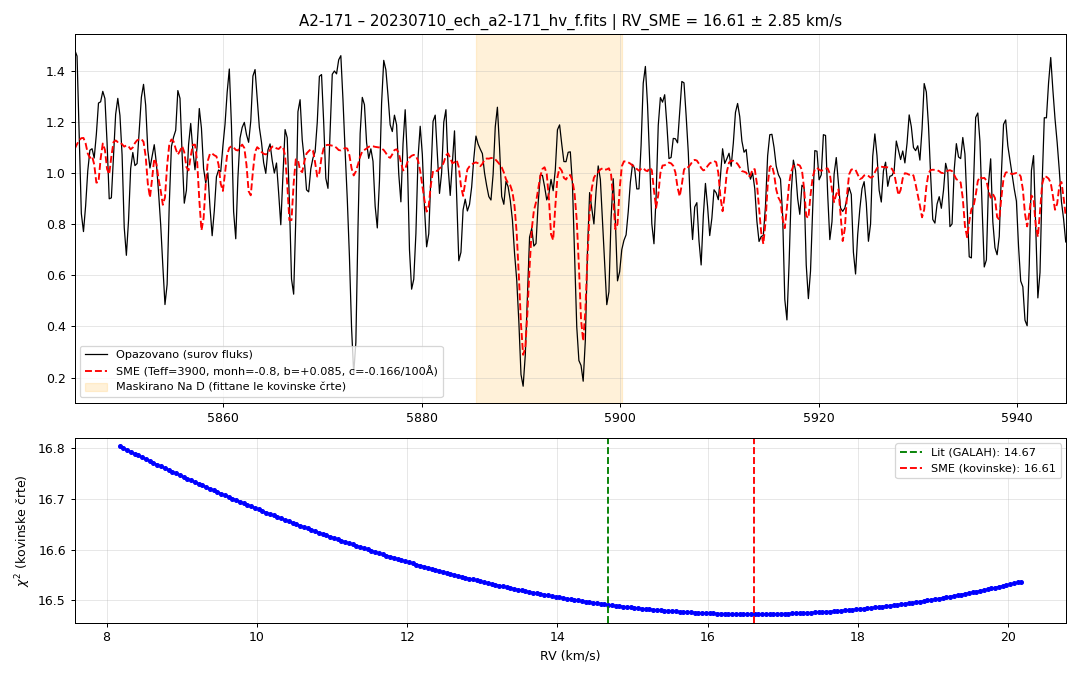 A2-171 – 20230710_ech_a2-171_hv_f.fits | RV_SME = 16.61 ± 2.85 km/s
1.4
1.2
1.0
0.8
0.6
0.4
0.2
Opazovano (surov fluks)
SME (Teff=3900, monh=-0.8, b=+0.085, c=-0.166/100Å)
Maskirano Na D (fittane le kovinske črte)
5860 5880 5900 5920 5940
16.8
16.7
16.6
16.5
χ² (kovinske črte)
Lit (GALAH): 14.67
SME (kovinske): 16.61
8 10 12 14 16 18 20
RV (km/s)